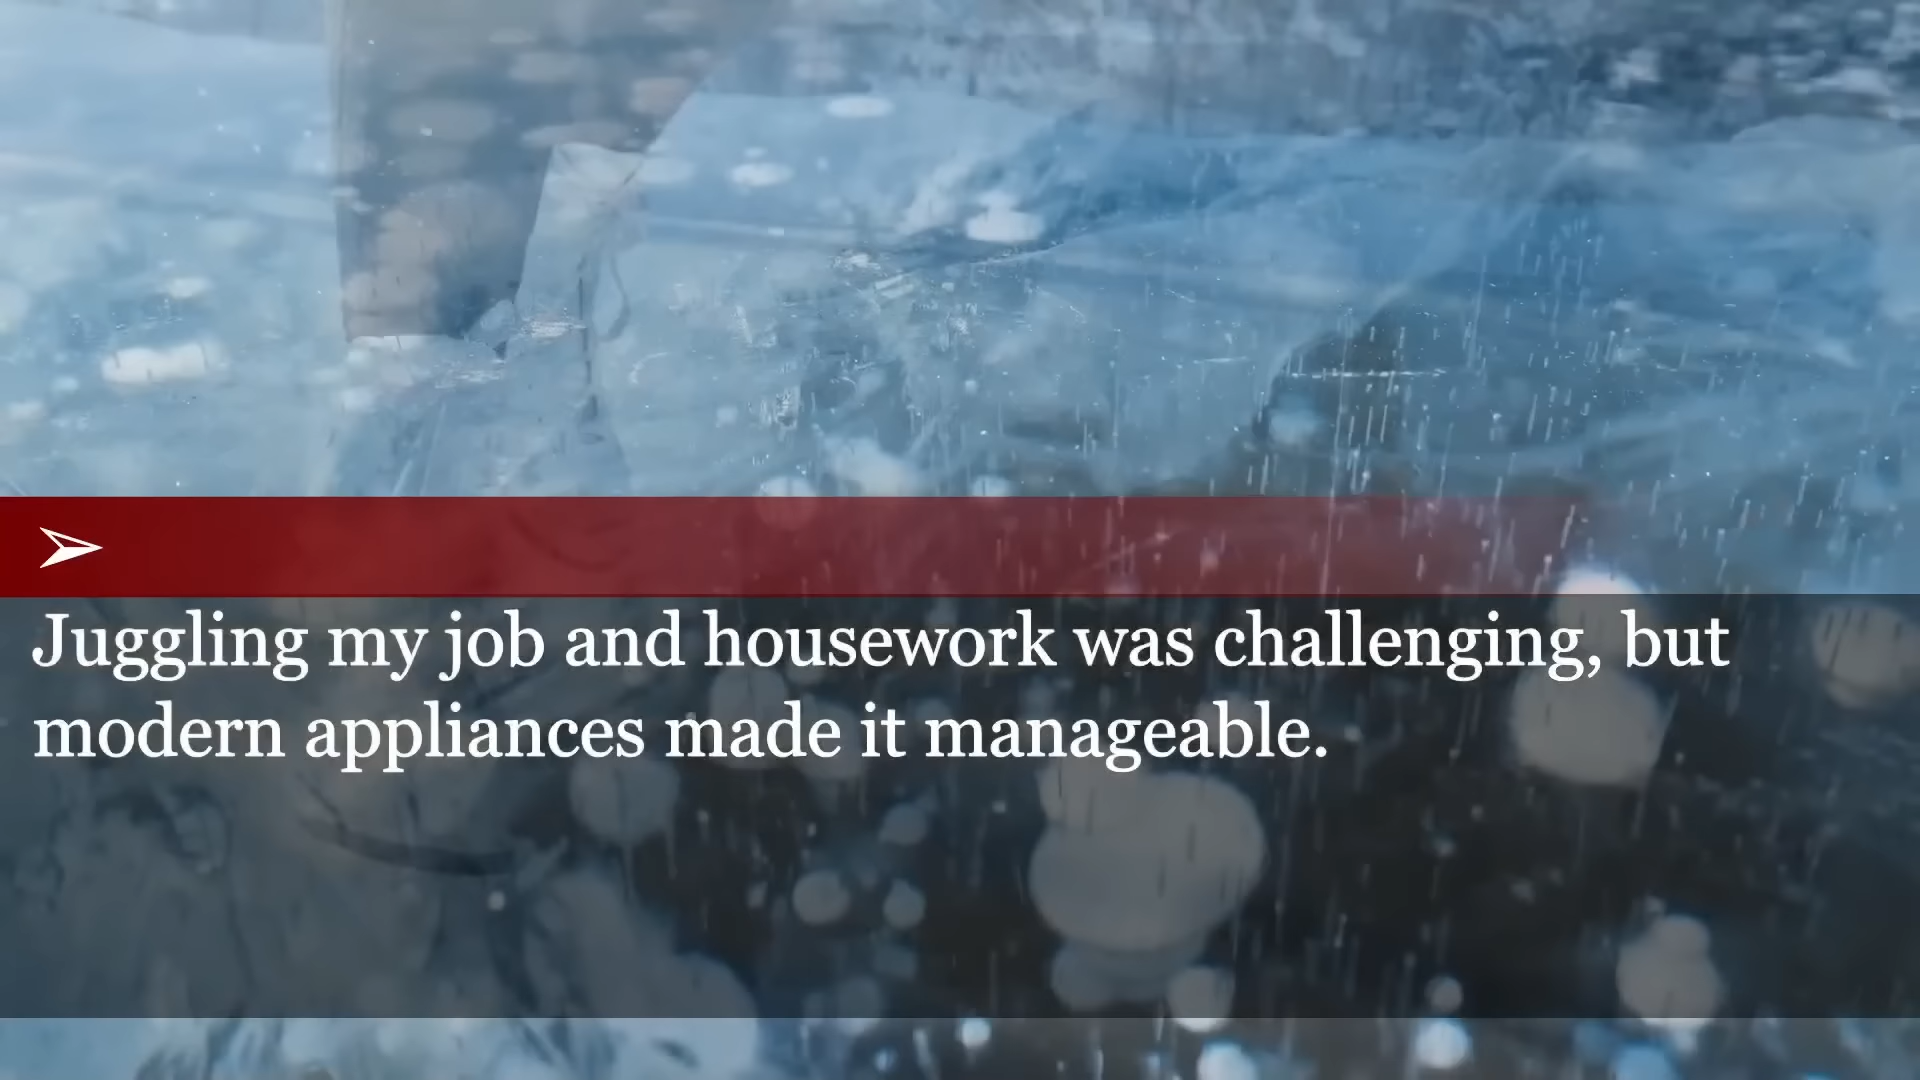 Juggling my job and housework was challenging, but
modern appliances made it manageable.